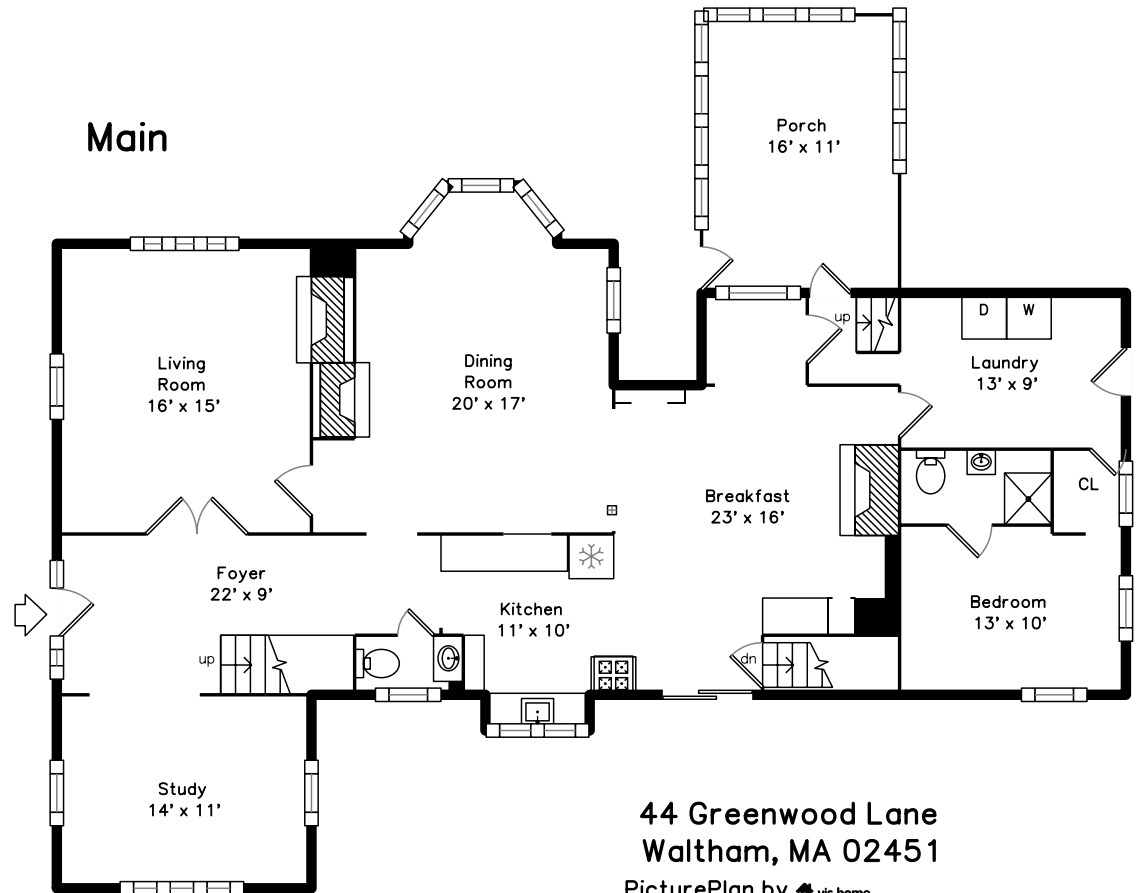 Main
Porch
16' x 11'
Living
Room
16' x 15'
Dining
Room
20' x 17'
up
D
W
Laundry
13' x 9'
CL
Breakfast
23' x 16'
Foyer
22' x 9'
Kitchen
11' x 10'
Bedroom
13' x 10'
up
dn
Study
14' x 11'
44 Greenwood Lane
Waltham, MA 02451
PicturePlan by vis-home